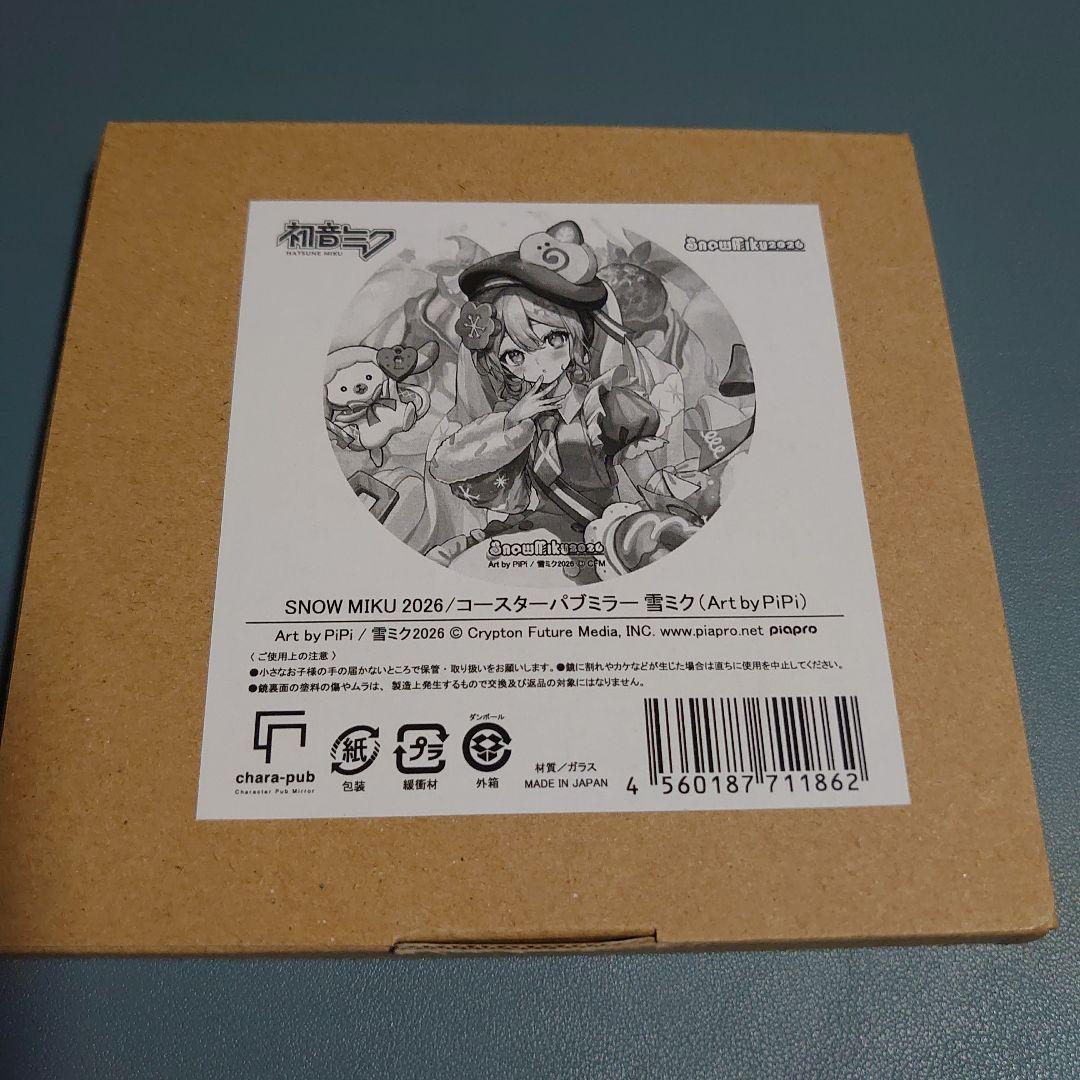 初音ミク
HATSUNE MIKU
SnowMiku2026
SnowMiku2026
Art by PiPi / 雪ミク2026 © CFM
SNOW MIKU 2026/コースターパブミラー 雪ミク(Art by PiPi)
Art by PiPi / 雪ミク2026 © Crypton Future Media, INC. www.piapro.net piapro
〈ご使用上の注意〉
●小さなお子様の手の届かないところで保管・取り扱いをお願いします。●鏡に割れやカケなどが生じた場合は直ちに使用を中止してください。
●鏡裏面の塗料の傷やムラは、製造上発生するもので交換及び返品の対象にはなりません。
chara-pub
Character Pub Mirror
紙
包装
プラ
緩衝材
ダンボール
外箱
材質／ガラス
MADE IN JAPAN
4 560187 711862